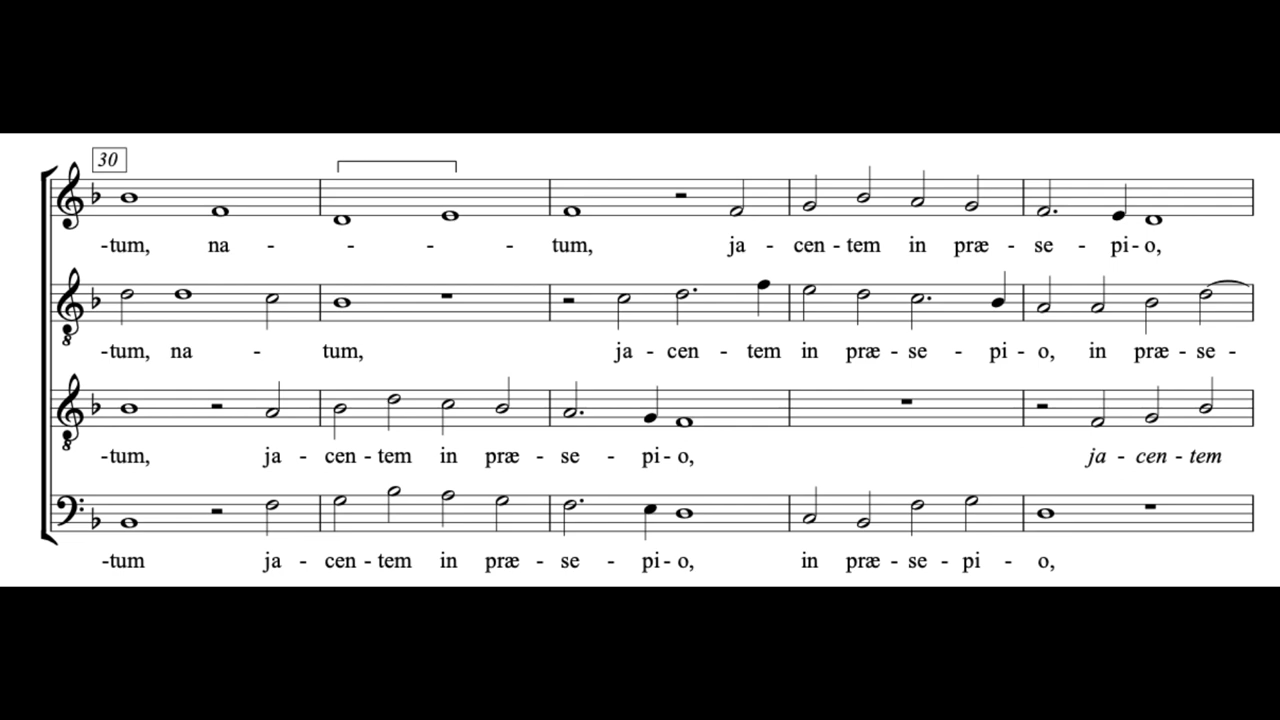 30
-tum, na - - - - tum, ja - cen - tem in præ - se - pi - o,
8
-tum, na - tum, ja - cen - tem in præ - se - pi - o, in præ - se -
8
-tum, ja - cen - tem in præ - se - pi - o, ja - cen - tem
-tum ja - cen - tem in præ - se - pi - o, in præ - se - pi - o,